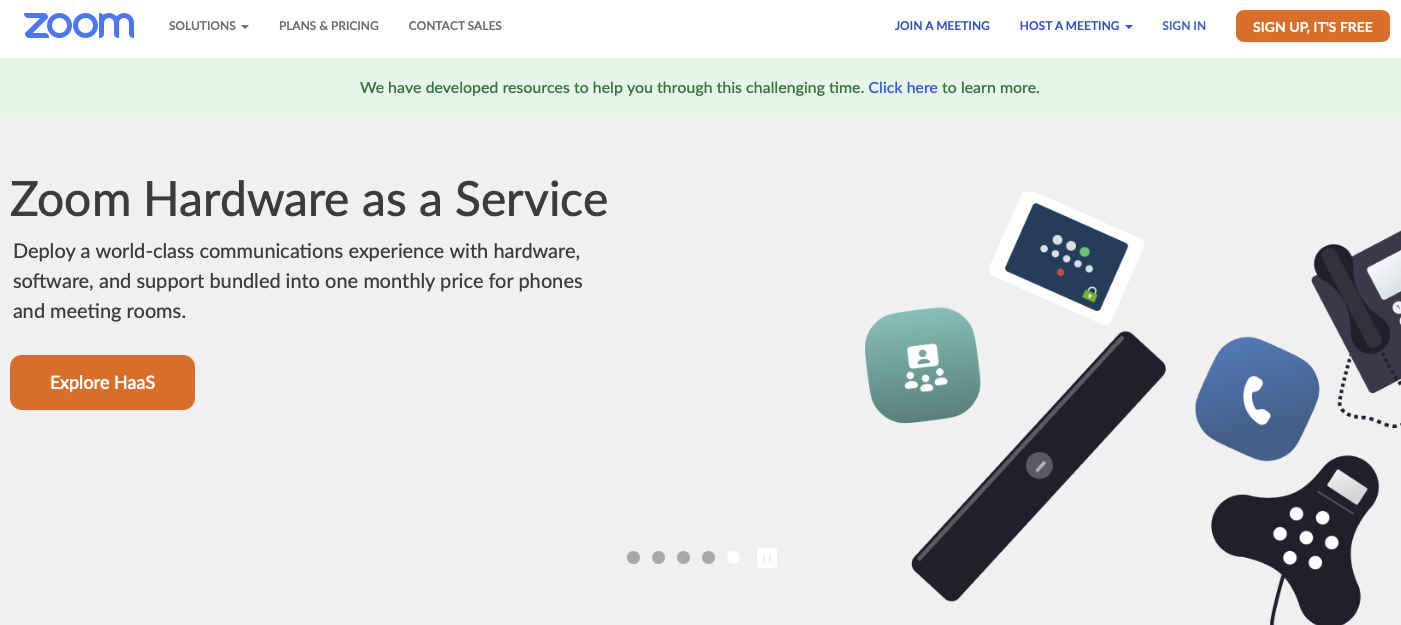 zoom
SOLUTIONS
PLANS & PRICING
CONTACT SALES
JOIN A MEETING
HOST A MEETING
SIGN IN
SIGN UP, IT'S FREE
We have developed resources to help you through this challenging time. Click here to learn more.
Zoom Hardware as a Service
Deploy a world-class communications experience with hardware,
software, and support bundled into one monthly price for phones
and meeting rooms.
Explore HaaS